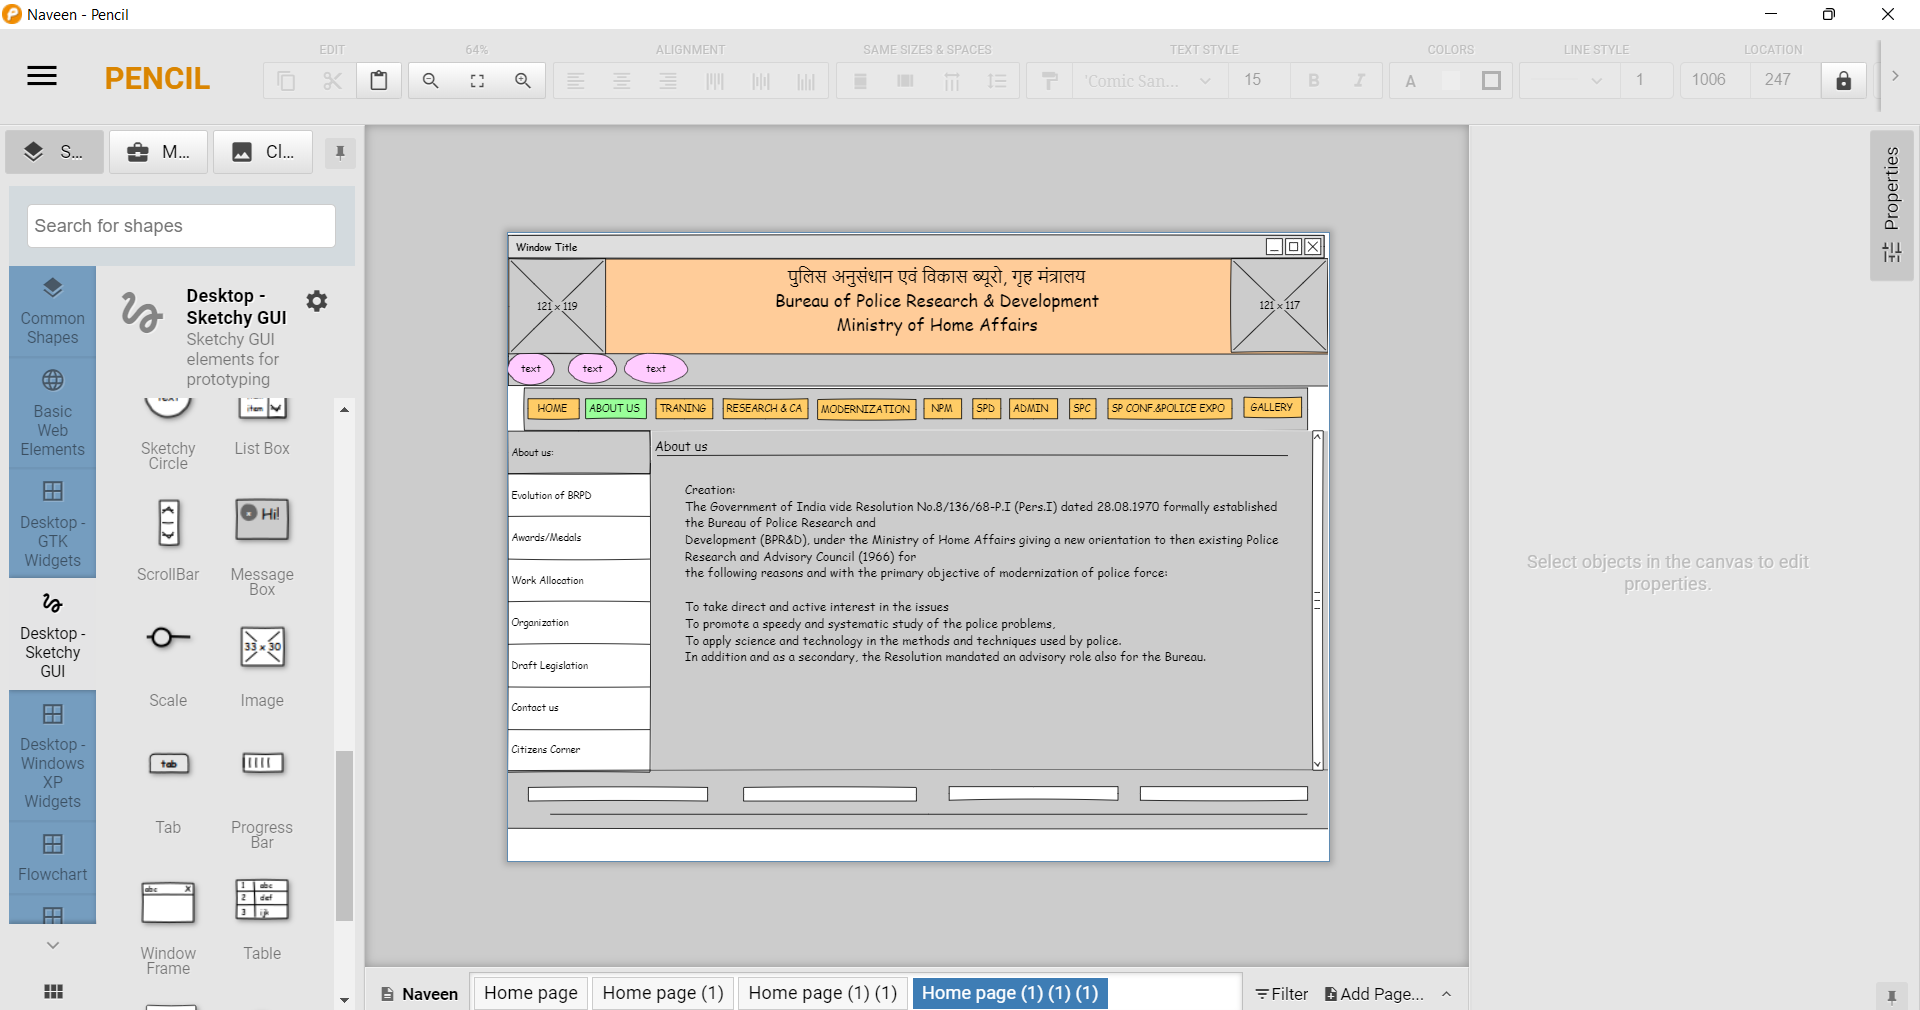 Naveen - Pencil
EDIT
64%
ALIGNMENT
SAME SIZES & SPACES
TEXT STYLE
COLORS
LINE STYLE
LOCATION
PENCIL
'Comic San...
15
B
I
A
1
1006
247
S...
M...
Cl...
Search for shapes
Common
Shapes
Basic
Web
Elements
Desktop -
GTK
Widgets
Desktop -
Sketchy
GUI
Desktop -
Windows
XP
Widgets
Flowchart
Desktop -
Sketchy GUI
Sketchy GUI
elements for
prototyping
item
Sketchy
Circle
List Box
Hi!
ScrollBar
Message
Box
33 x 30
Scale
Image
tab
Tab
Progress
Bar
abc X
1 abc
2 def
3 ijk
Window
Frame
Table
Window Title
121 x 119
पुलिस अनुसंधान एवं विकास ब्यूरो, गृह मंत्रालय
Bureau of Police Research & Development
Ministry of Home Affairs
121 x 117
text text text
HOME ABOUT US TRANING RESEARCH & CA MODERNIZATION NPM SPD ADMIN SPC SP CONF.&POLICE EXPO GALLERY
About us:
Evolution of BRPD
Awards/Medals
Work Allocation
Organization
Draft Legislation
Contact us
Citizens Corner
About us
Creation:
The Government of India vide Resolution No.8/136/68-P.I (Pers.I) dated 28.08.1970 formally established
the Bureau of Police Research and
Development (BPR&D), under the Ministry of Home Affairs giving a new orientation to then existing Police
Research and Advisory Council (1966) for
the following reasons and with the primary objective of modernization of police force:
To take direct and active interest in the issues
To promote a speedy and systematic study of the police problems,
To apply science and technology in the methods and techniques used by police.
In addition and as a secondary, the Resolution mandated an advisory role also for the Bureau.
Properties
Select objects in the canvas to edit
properties.
Naveen
Home page
Home page (1)
Home page (1) (1)
Home page (1) (1) (1)
Filter
Add Page...